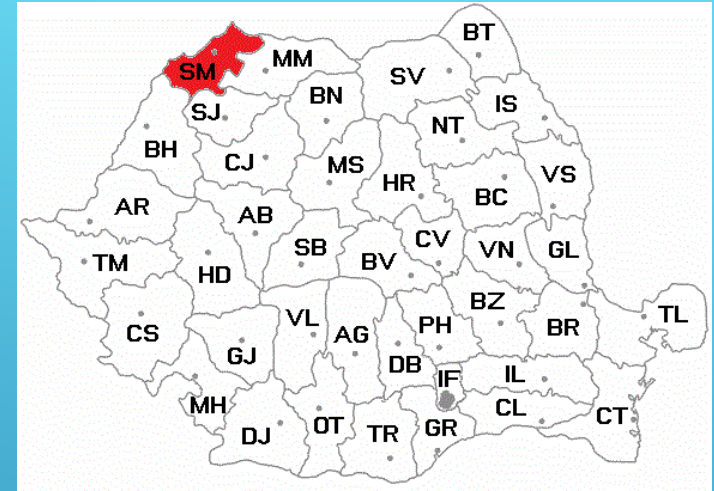 BT
MM
SV
SM
BN
IS
SJ
NT
BH
CJ
MS
HR
VS
BC
AR
AB
CV
SB
VN
GL
TM
BV
HD
BZ
VL
TL
CS
AG
PH
BR
GJ
DB
IL
IF
MH
CL
CT
OT
GR
DJ
TR